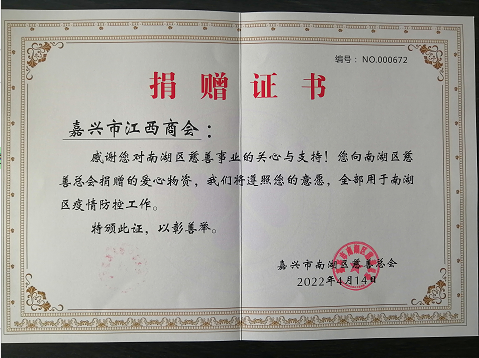 编号：NO.000672
捐赠证书
嘉兴市江西商会：
感谢您对南湖区慈善事业的关心与支持！您向南湖区慈
善总会捐赠的爱心物资，我们将遵照您的意愿，全部用于南湖
区疫情防控工作。
特颁此证，以彰善举。
嘉兴市南湖区慈善总会
2022年4月14日